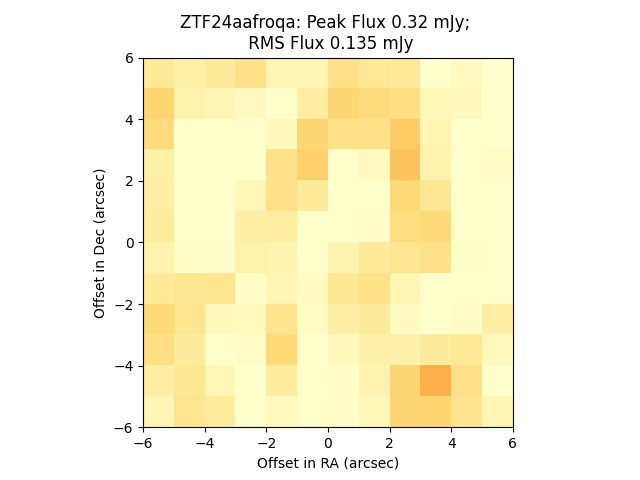 ZTF24aafroqa: Peak Flux 0.32 mJy;
RMS Flux 0.135 mJy
6
4
2
0
−2
−4
−6
Offset in Dec (arcsec)
−6 −4 −2 0 2 4 6
Offset in RA (arcsec)